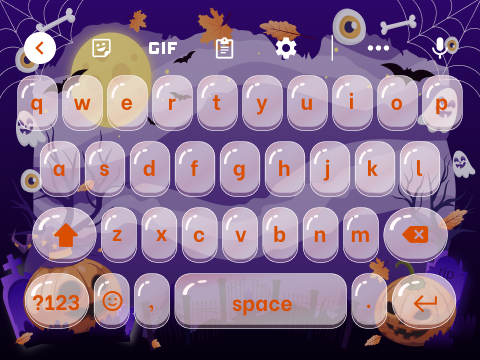 GIF
q w e r t y u i o p
a s d f g h j k l
z x c v b n m
?123 , space .